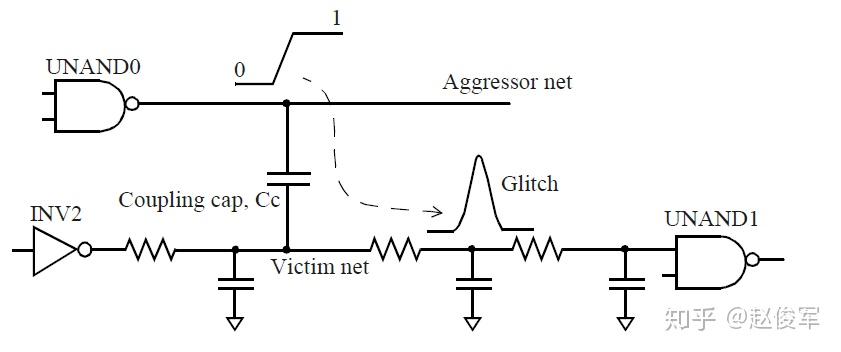 1
UNAND0
0
Aggressor net
Coupling cap, Cc
Glitch
INV2
UNAND1
Victim net
知乎 @赵俊军